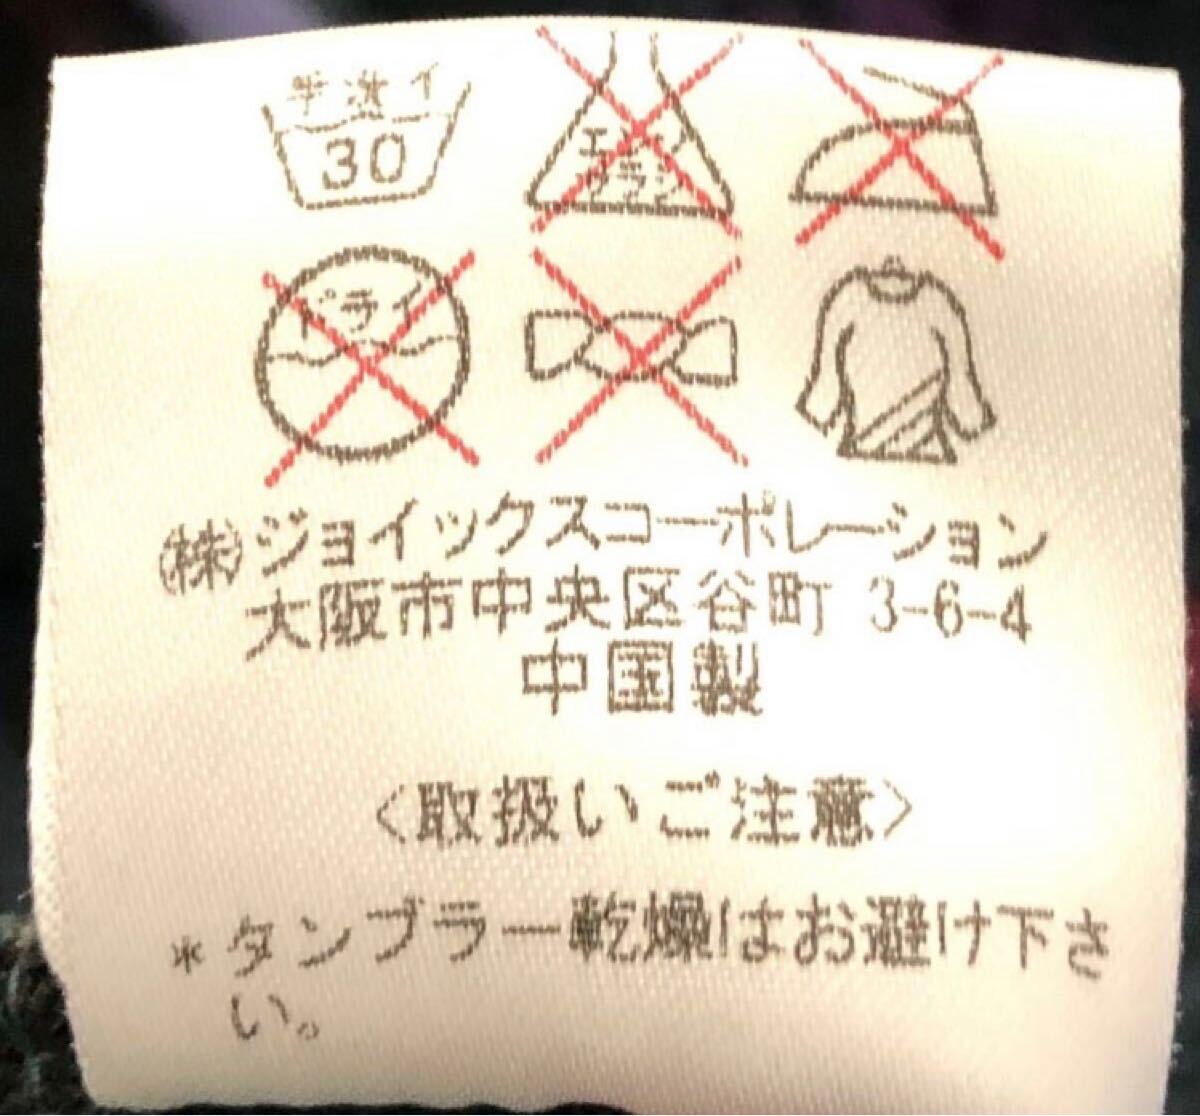 手洗イ
30
エンソ
サラシ
ドライ
㈱ジョイックスコーポレーション
大阪市中央区谷町 3-6-4
中国製
〈取扱いご注意〉
*タンブラー乾燥はお避け下さ
い。